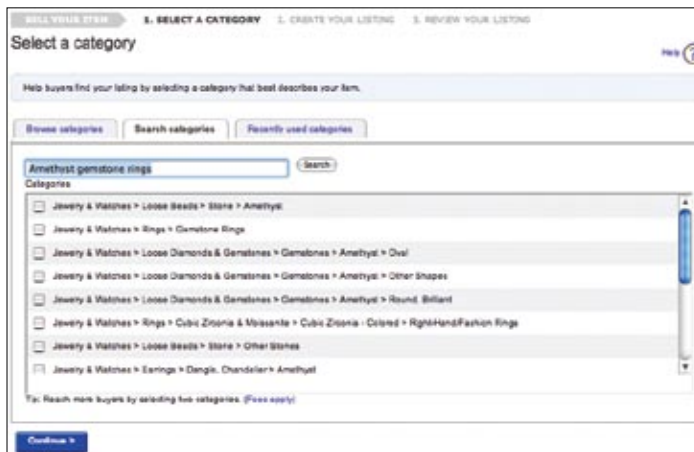 SELL YOUR ITEM 1. SELECT A CATEGORY 2. CREATE YOUR LISTING 3. REVIEW YOUR LISTING
Select a category
Help ?
Help buyers find your listing by selecting a category that best describes your item.
Browse categories Search categories Recently used categories
Amethyst gemstone rings Search
Categories
Jewelry & Watches > Loose Beads > Stone > Amethyst
Jewelry & Watches > Rings > Gemstone Rings
Jewelry & Watches > Loose Diamonds & Gemstones > Gemstones > Amethyst > Oval
Jewelry & Watches > Loose Diamonds & Gemstones > Gemstones > Amethyst > Other Shapes
Jewelry & Watches > Loose Diamonds & Gemstones > Gemstones > Amethyst > Round, Brilliant
Jewelry & Watches > Rings > Cubic Zirconia & Moissanite > Cubic Zirconia - Colored > Right-Hand/Fashion Rings
Jewelry & Watches > Loose Beads > Stone > Other Stones
Jewelry & Watches > Earrings > Dangle, Chandelier > Amethyst
Tip: Reach more buyers by selecting two categories. (Fees apply)
Continue >